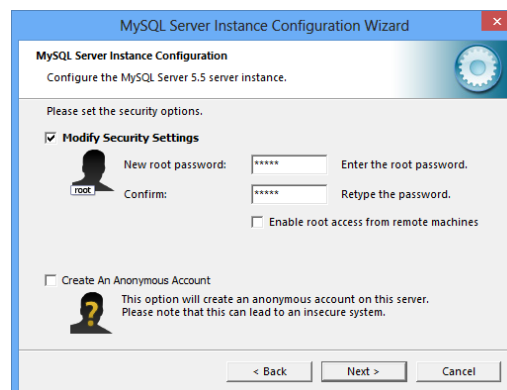 MySQL Server Instance Configuration Wizard
MySQL Server Instance Configuration
Configure the MySQL Server 5.5 server instance.
Please set the security options.
Modify Security Settings
root
New root password: ***** Enter the root password.
Confirm: ***** Retype the password.
Enable root access from remote machines
Create An Anonymous Account
This option will create an anonymous account on this server.
Please note that this can lead to an insecure system.
< Back Next > Cancel